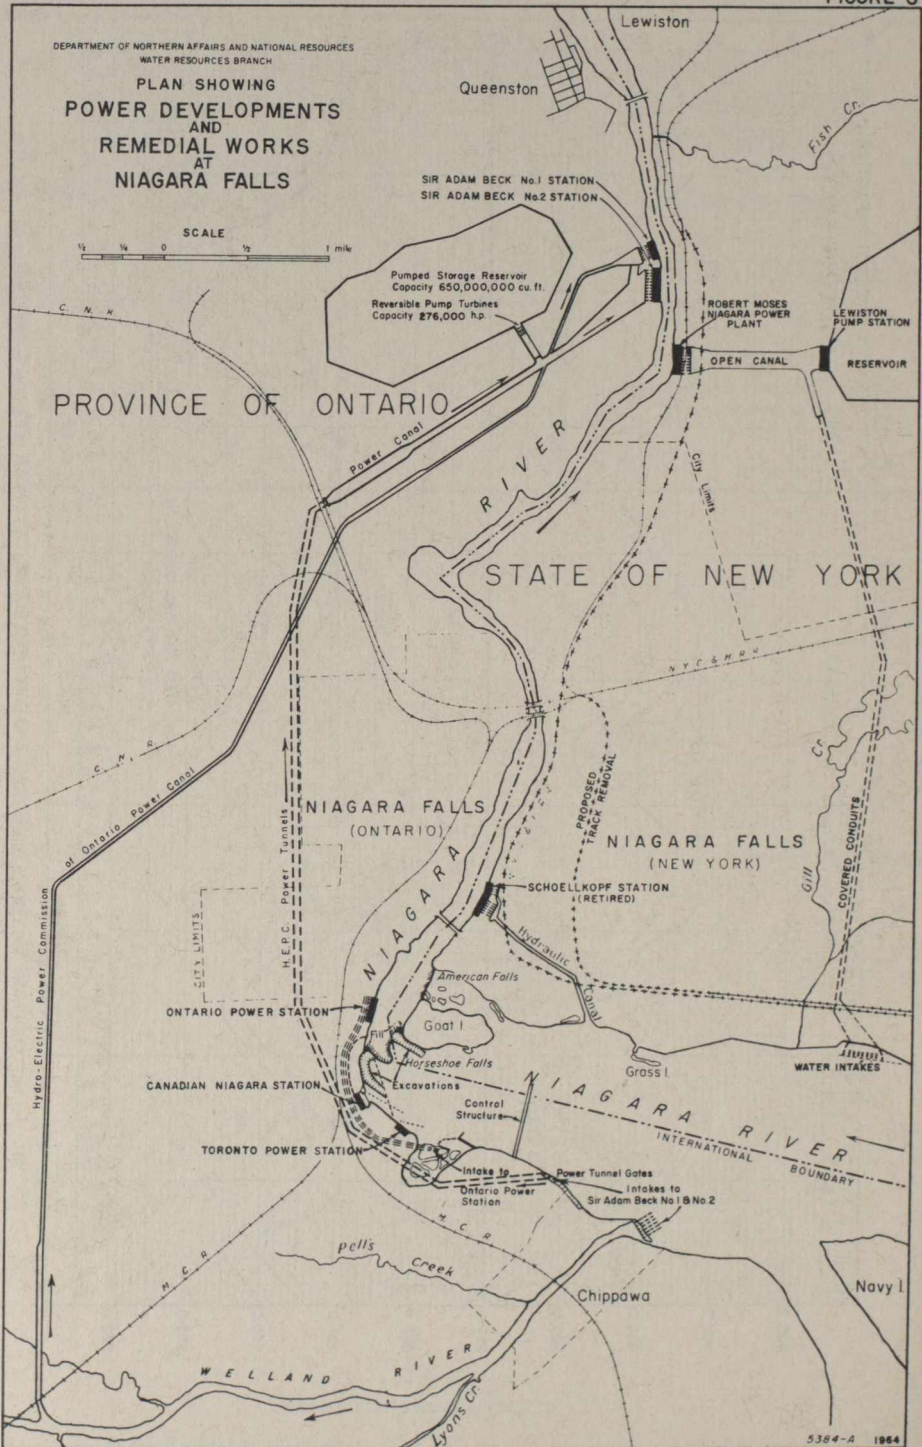 Lewiston
DEPARTMENT OF NORTHERN AFFAIRS AND NATIONAL RESOURCES
WATER RESOURCES BRANCH
PLAN SHOWING
POWER DEVELOPMENTS
AND
REMEDIAL WORKS
AT
NIAGARA FALLS
SCALE
½ ¼ 0 ½ 1 mile
Queenston
Fish Cr.
SIR ADAM BECK No.1 STATION
SIR ADAM BECK No.2 STATION
Pumped Storage Reservoir
Capacity 650,000,000 cu. ft.
Reversible Pump Turbines
Capacity 276,000 h.p.
C. N. R.
ROBERT MOSES
NIAGARA POWER
PLANT
LEWISTON
PUMP STATION
OPEN CANAL
RESERVOIR
PROVINCE OF ONTARIO
Power Canal
RIVER
City Limits
STATE OF NEW YORK
N Y C & H R R
C. N. R.
of Ontario Power Canal
Hydro-Electric Power Commission
H.E.P.C. Power Tunnels
CITY LIMITS
NIAGARA FALLS
(ONTARIO)
NIAGARA
PROPOSED
TRACK REMOVAL
NIAGARA FALLS
(NEW YORK)
Gill
Cr.
COVERED CONDUITS
SCHOELLKOPF STATION
(RETIRED)
Hydraulic
Canal
American Falls
ONTARIO POWER STATION
Goat I.
Fill
Horseshoe Falls
Grass I.
WATER INTAKES
CANADIAN NIAGARA STATION
Excavations
Control
Structure
NIAGARA RIVER
INTERNATIONAL BOUNDARY
TORONTO POWER STATION
Intake to
Ontario Power
Station
Power Tunnel Gates
Intakes to
Sir Adam Beck No.1 & No.2
M. C. R.
M. C. R.
Pell's Creek
Chippawa
Navy I.
WELLAND RIVER
Lyons Cr.
5384-A 1964